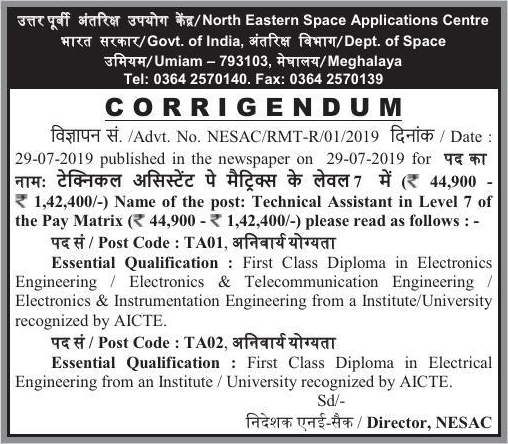 उत्तर पूर्वी अंतरिक्ष उपयोग केंद्र/North Eastern Space Applications Centre
भारत सरकार/Govt. of India, अंतरिक्ष विभाग/Dept. of Space
उमियम/Umiam – 793103, मेघालय/Meghalaya
Tel: 0364 2570140. Fax: 0364 2570139
CORRIGENDUM
विज्ञापन सं. /Advt. No. NESAC/RMT-R/01/2019 दिनांक / Date :
29-07-2019 published in the newspaper on 29-07-2019 for पद का
नाम: टेक्निकल असिस्टेंट पे मैट्रिक्स के लेवल 7 में (₹ 44,900 -
₹ 1,42,400/-) Name of the post: Technical Assistant in Level 7 of
the Pay Matrix (₹ 44,900 - ₹ 1,42,400/-) please read as follows : -
पद सं / Post Code : TA01, अनिवार्य योग्यता
Essential Qualification : First Class Diploma in Electronics
Engineering / Electronics & Telecommunication Engineering /
Electronics & Instrumentation Engineering from a Institute/University
recognized by AICTE.
पद सं / Post Code : TA02, अनिवार्य योग्यता
Essential Qualification : First Class Diploma in Electrical
Engineering from an Institute / University recognized by AICTE.
Sd/-
निदेशक एनई-सैक / Director, NESAC